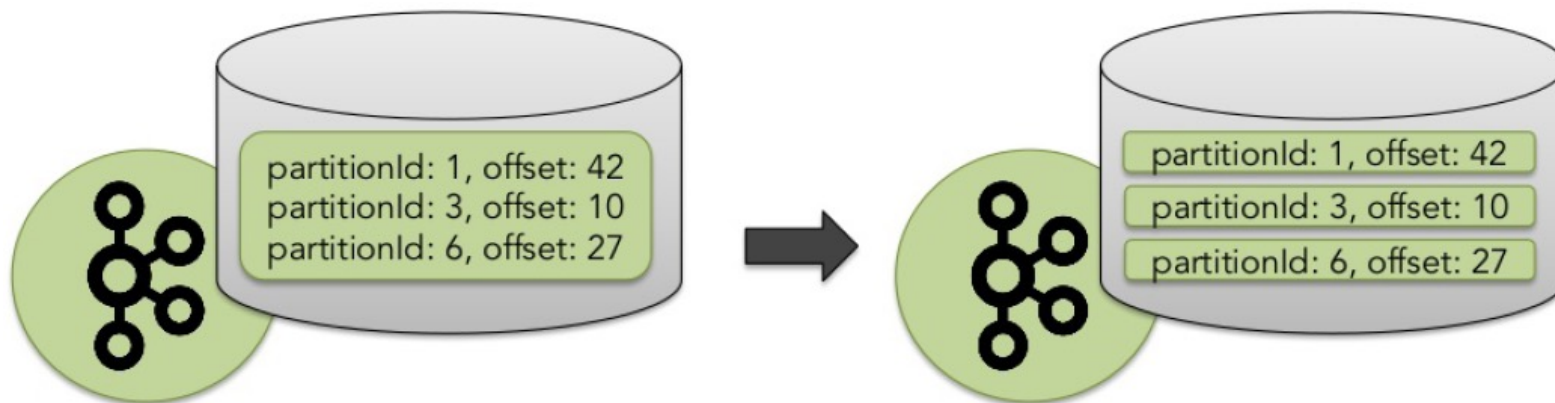 partitionId: 1, offset: 42
partitionId: 3, offset: 10
partitionId: 6, offset: 27
partitionId: 1, offset: 42
partitionId: 3, offset: 10
partitionId: 6, offset: 27